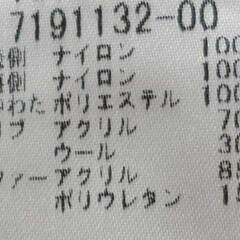 7191132-00
側 ナイロン 100
側 ナイロン 100
わた ポリエステル 100
ブ アクリル 70
ウール 30
ファーアクリル 85
ポリウレタン 15